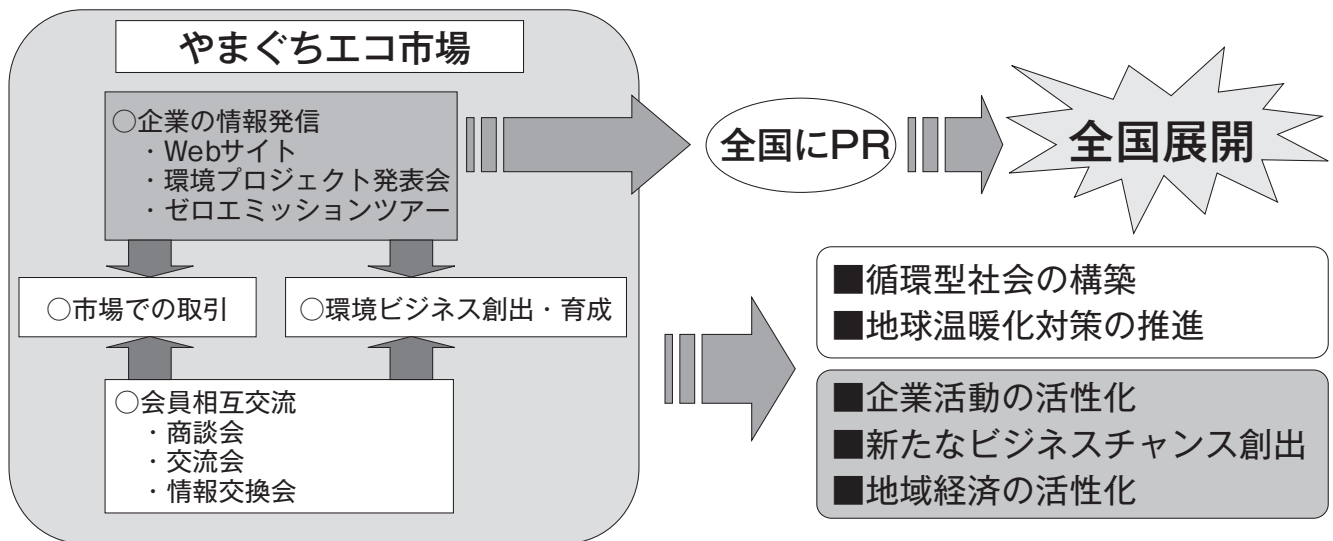 やまぐちエコ市場
○企業の情報発信
・Webサイト
・環境プロジェクト発表会
・ゼロエミッションツアー
全国にPR
全国展開
○市場での取引
○環境ビジネス創出・育成
○会員相互交流
・商談会
・交流会
・情報交換会
■循環型社会の構築
■地球温暖化対策の推進
■企業活動の活性化
■新たなビジネスチャンス創出
■地域経済の活性化